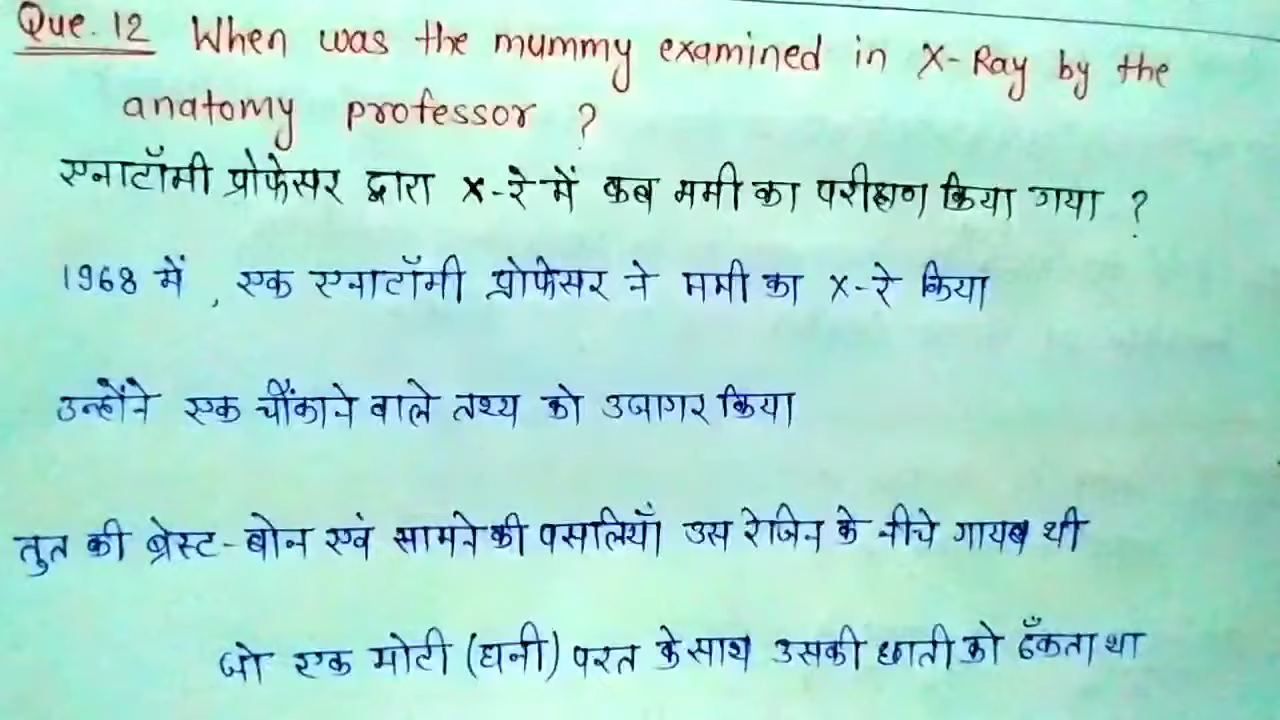 Que. 12 When was the mummy examined in X-Ray by the
anatomy professor ?
एनाटॉमी प्रोफेसर द्वारा X-रे में कब ममी का परीक्षण किया गया ?
1968 में , एक एनाटॉमी प्रोफेसर ने ममी का X-रे किया
उन्होंने एक चौंकाने वाले तथ्य को उजागर किया
तुत की ब्रेस्ट-बोन एवं सामने की पसलियाँ उस रेजिन के नीचे गायब थी
जो एक मोटी (घनी) परत के साथ उसकी छाती को ढँकता था